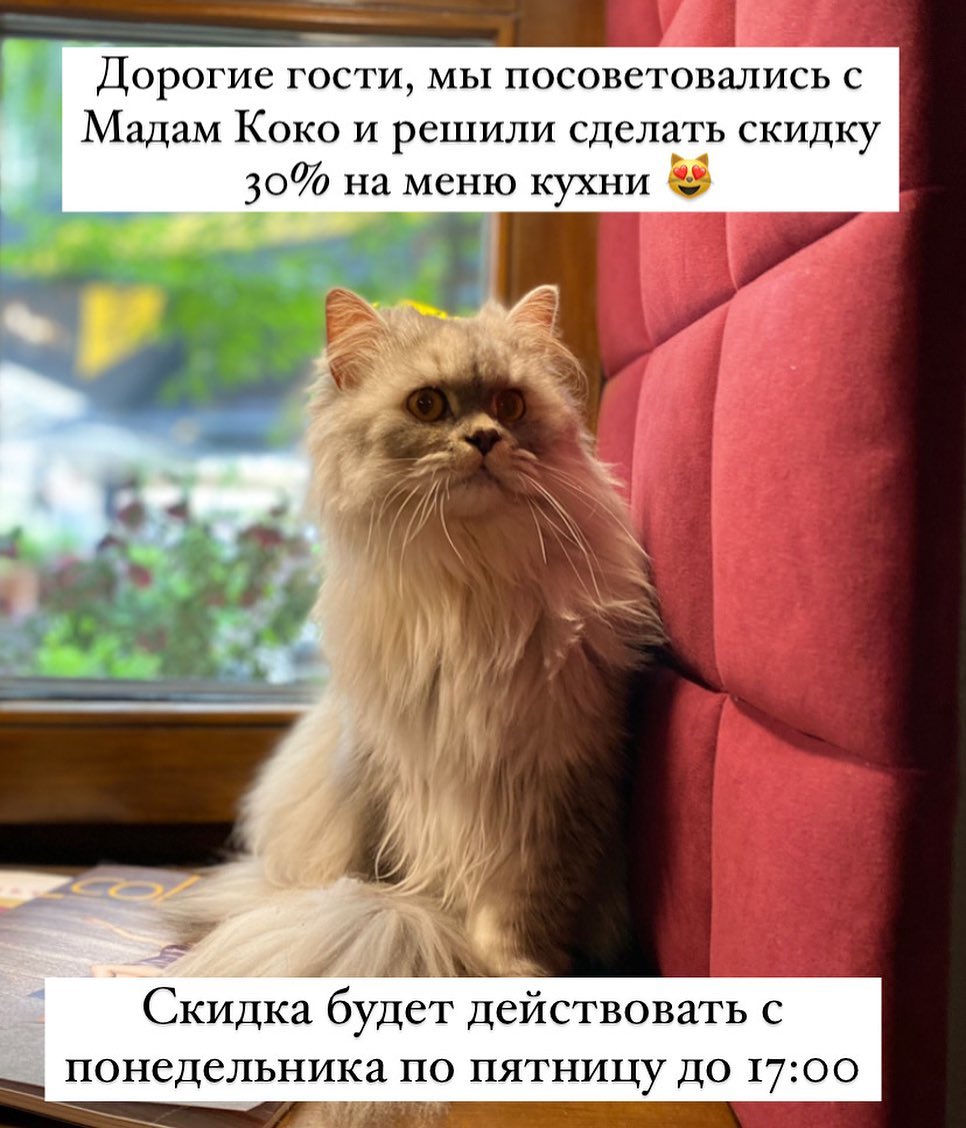 Дорогие гости, мы посоветовались с
Мадам Коко и решили сделать скидку
30% на меню кухни 😻
Скидка будет действовать с
понедельника по пятницу до 17:00